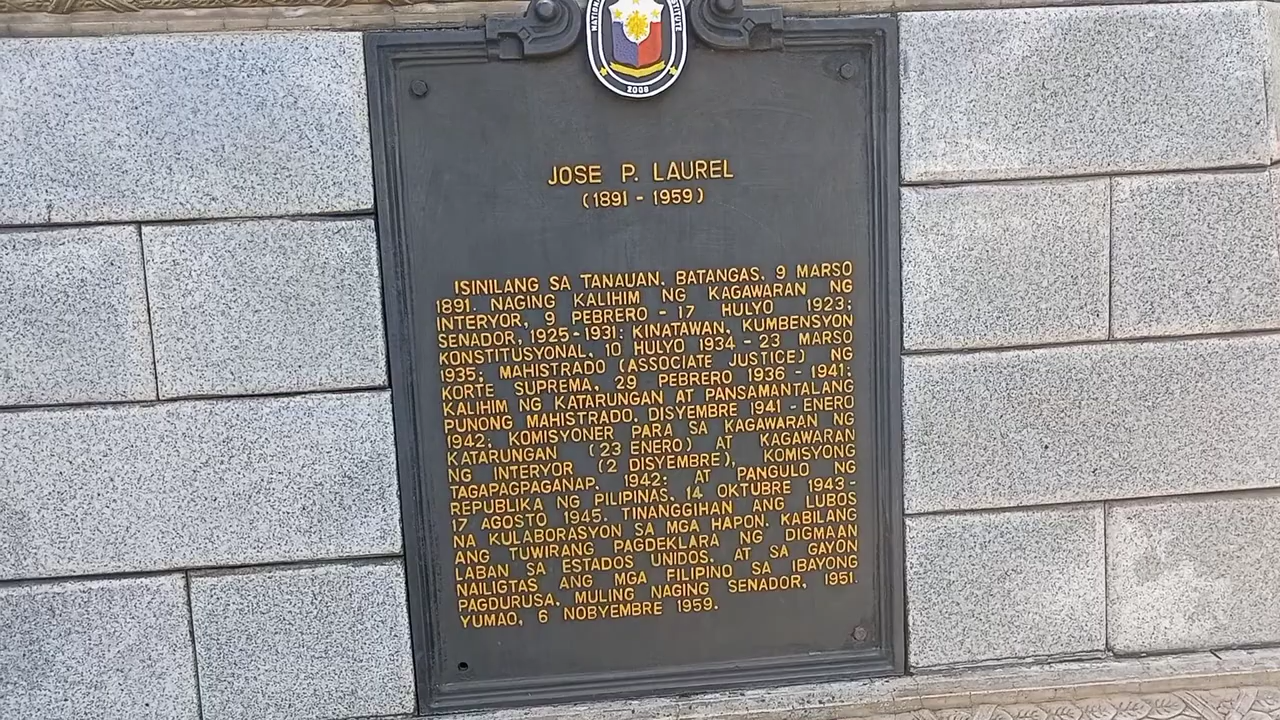 NATIONAL
INSTITUTE
2008
JOSE P. LAUREL
(1891 - 1959)
ISINILANG SA TANAUAN, BATANGAS, 9 MARSO
1891. NAGING KALIHIM NG KAGAWARAN NG
INTERYOR, 9 PEBRERO - 17 HULYO 1923;
SENADOR, 1925-1931; KINATAWAN, KUMBENSYON
KONSTITUSYONAL, 10 HULYO 1934 - 23 MARSO
1935; MAHISTRADO (ASSOCIATE JUSTICE) NG
KORTE SUPREMA, 29 PEBRERO 1936 - 1941;
KALIHIM NG KATARUNGAN AT PANSAMANTALANG
PUNONG MAHISTRADO, DISYEMBRE 1941 - ENERO
1942; KOMISYONER PARA SA KAGAWARAN NG
KATARUNGAN (23 ENERO) AT KAGAWARAN
NG INTERYOR (2 DISYEMBRE), KOMISYONG
TAGAPAGPAGANAP, 1942; AT PANGULO NG
REPUBLIKA NG PILIPINAS, 14 OKTUBRE 1943-
17 AGOSTO 1945. TINANGGIHAN ANG LUBOS
NA KULABORASYON SA MGA HAPON, KABILANG
ANG TUWIRANG PAGDEKLARA NG DIGMAAN
LABAN SA ESTADOS UNIDOS, AT SA GAYON
NAILIGTAS ANG MGA FILIPINO SA IBAYONG
PAGDURUSA. MULING NAGING SENADOR, 1951.
YUMAO, 6 NOBYEMBRE 1959.